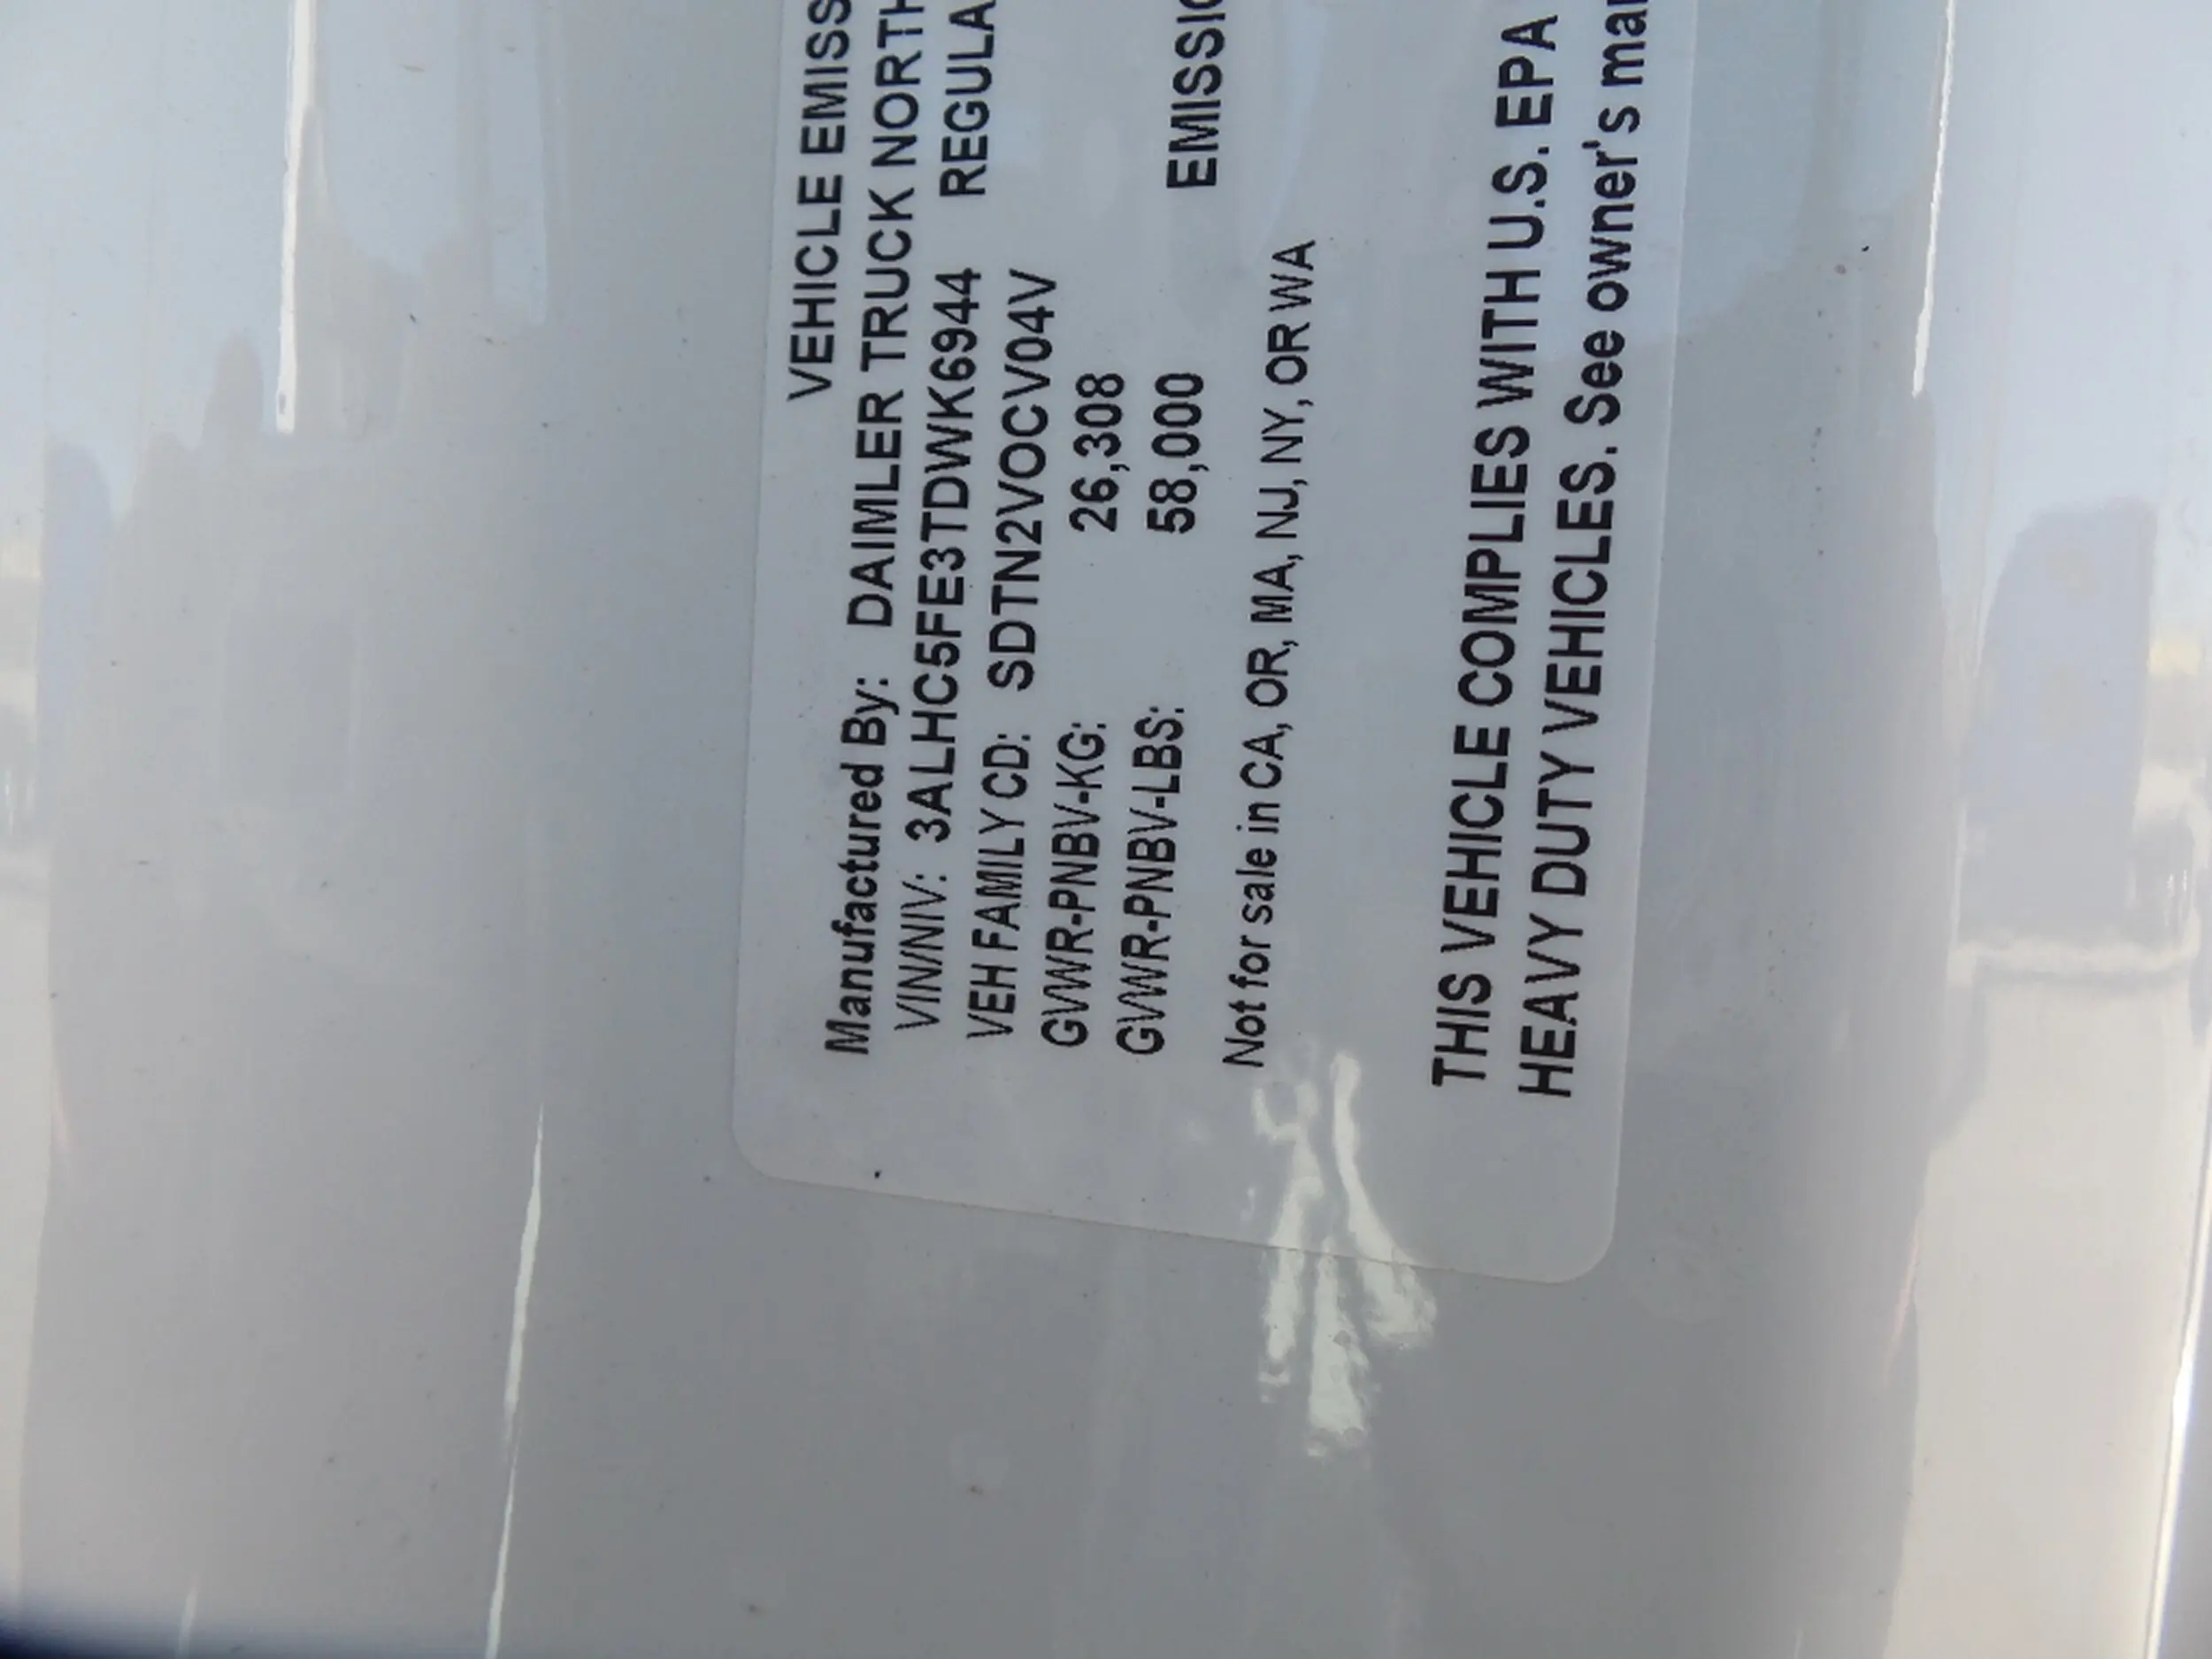 VEHICLE EMISS
Manufactured By: DAIMLER TRUCK NORTH
VIN/NIV: 3ALHC5FE3TDWK6944 REGULA
VEH FAMILY CD: SDTN2VOCV04V
GVWR-PNBV-KG: 26,308
GVWR-PNBV-LBS: 58,000 EMISSIO
Not for sale in CA, OR, MA, NJ, NY, OR WA
THIS VEHICLE COMPLIES WITH U.S. EPA
HEAVY DUTY VEHICLES. See owner's ma